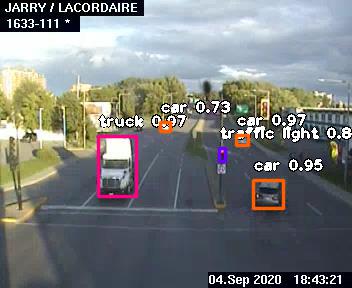 JARRY / LACORDAIRE
1633-111 *
car 0.73
truck 0.97
car 0.97
traffic light 0.8
car 0.95
04.Sep 2020 18:43:21